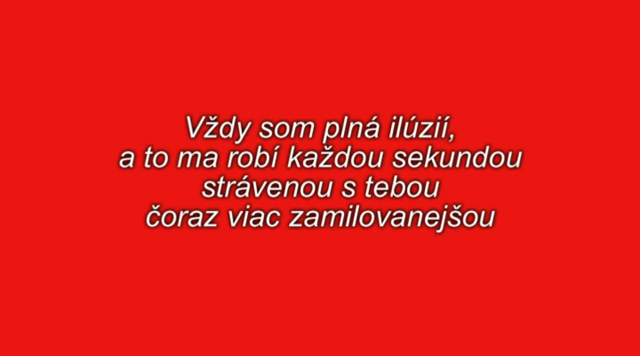 Vždy som plná ilúzií,
a to ma robí každou sekundou
strávenou s tebou
čoraz viac zamilovanejšou